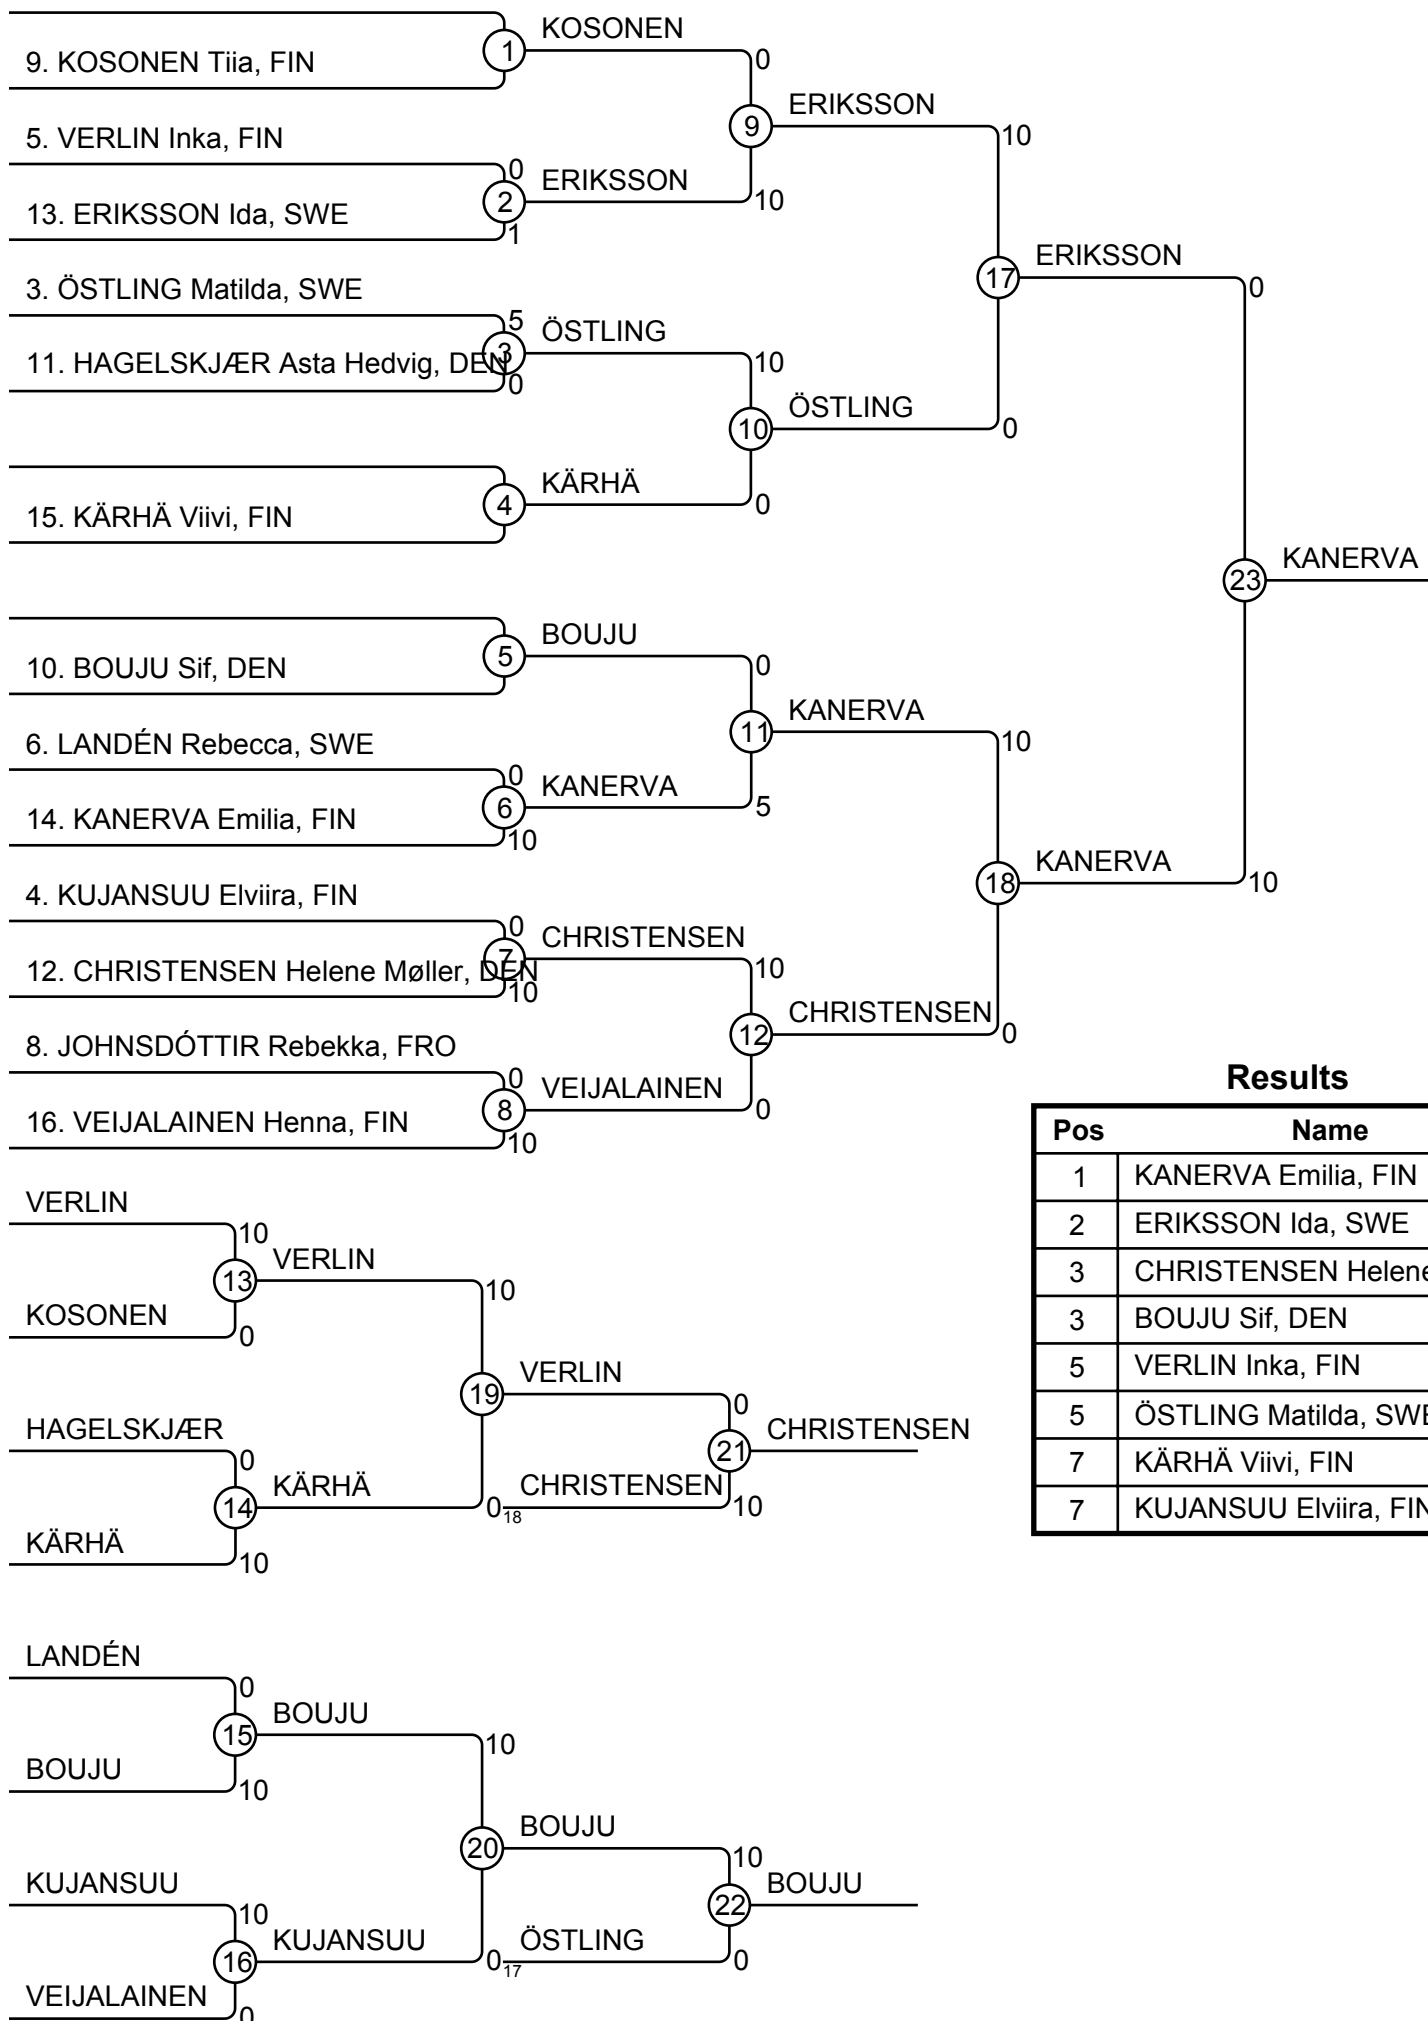 KOSONEN
1
0
9. KOSONEN Tiia, FIN
ERIKSSON
9
10
5. VERLIN Inka, FIN
0
ERIKSSON
2
10
13. ERIKSSON Ida, SWE
1
ERIKSSON
17
0
3. ÖSTLING Matilda, SWE
5
ÖSTLING
3
10
11. HAGELSKJÆR Asta Hedvig, DEN
0
ÖSTLING
10
0
KÄRHÄ
4
0
15. KÄRHÄ Viivi, FIN
KANERVA
23
BOUJU
5
0
10. BOUJU Sif, DEN
KANERVA
11
10
6. LANDÉN Rebecca, SWE
0
KANERVA
6
5
14. KANERVA Emilia, FIN
10
KANERVA
18
10
4. KUJANSUU Elviira, FIN
0
CHRISTENSEN
7
10
12. CHRISTENSEN Helene Møller, DEN
10
CHRISTENSEN
12
0
8. JOHNSDÓTTIR Rebekka, FRO
0
VEIJALAINEN
8
0
16. VEIJALAINEN Henna, FIN
10
Results
Pos Name
1 KANERVA Emilia, FIN
2 ERIKSSON Ida, SWE
3 CHRISTENSEN Helene
3 BOUJU Sif, DEN
5 VERLIN Inka, FIN
5 ÖSTLING Matilda, SWE
7 KÄRHÄ Viivi, FIN
7 KUJANSUU Elviira, FIN
VERLIN
10
VERLIN
13
10
KOSONEN
0
VERLIN
19
0
HAGELSKJÆR
0
CHRISTENSEN
21
KÄRHÄ
14
0
18
CHRISTENSEN
10
KÄRHÄ
10
LANDÉN
0
BOUJU
15
10
BOUJU
10
BOUJU
20
10
KUJANSUU
10
BOUJU
22
KUJANSUU
16
0
17
ÖSTLING
0
VEIJALAINEN
0